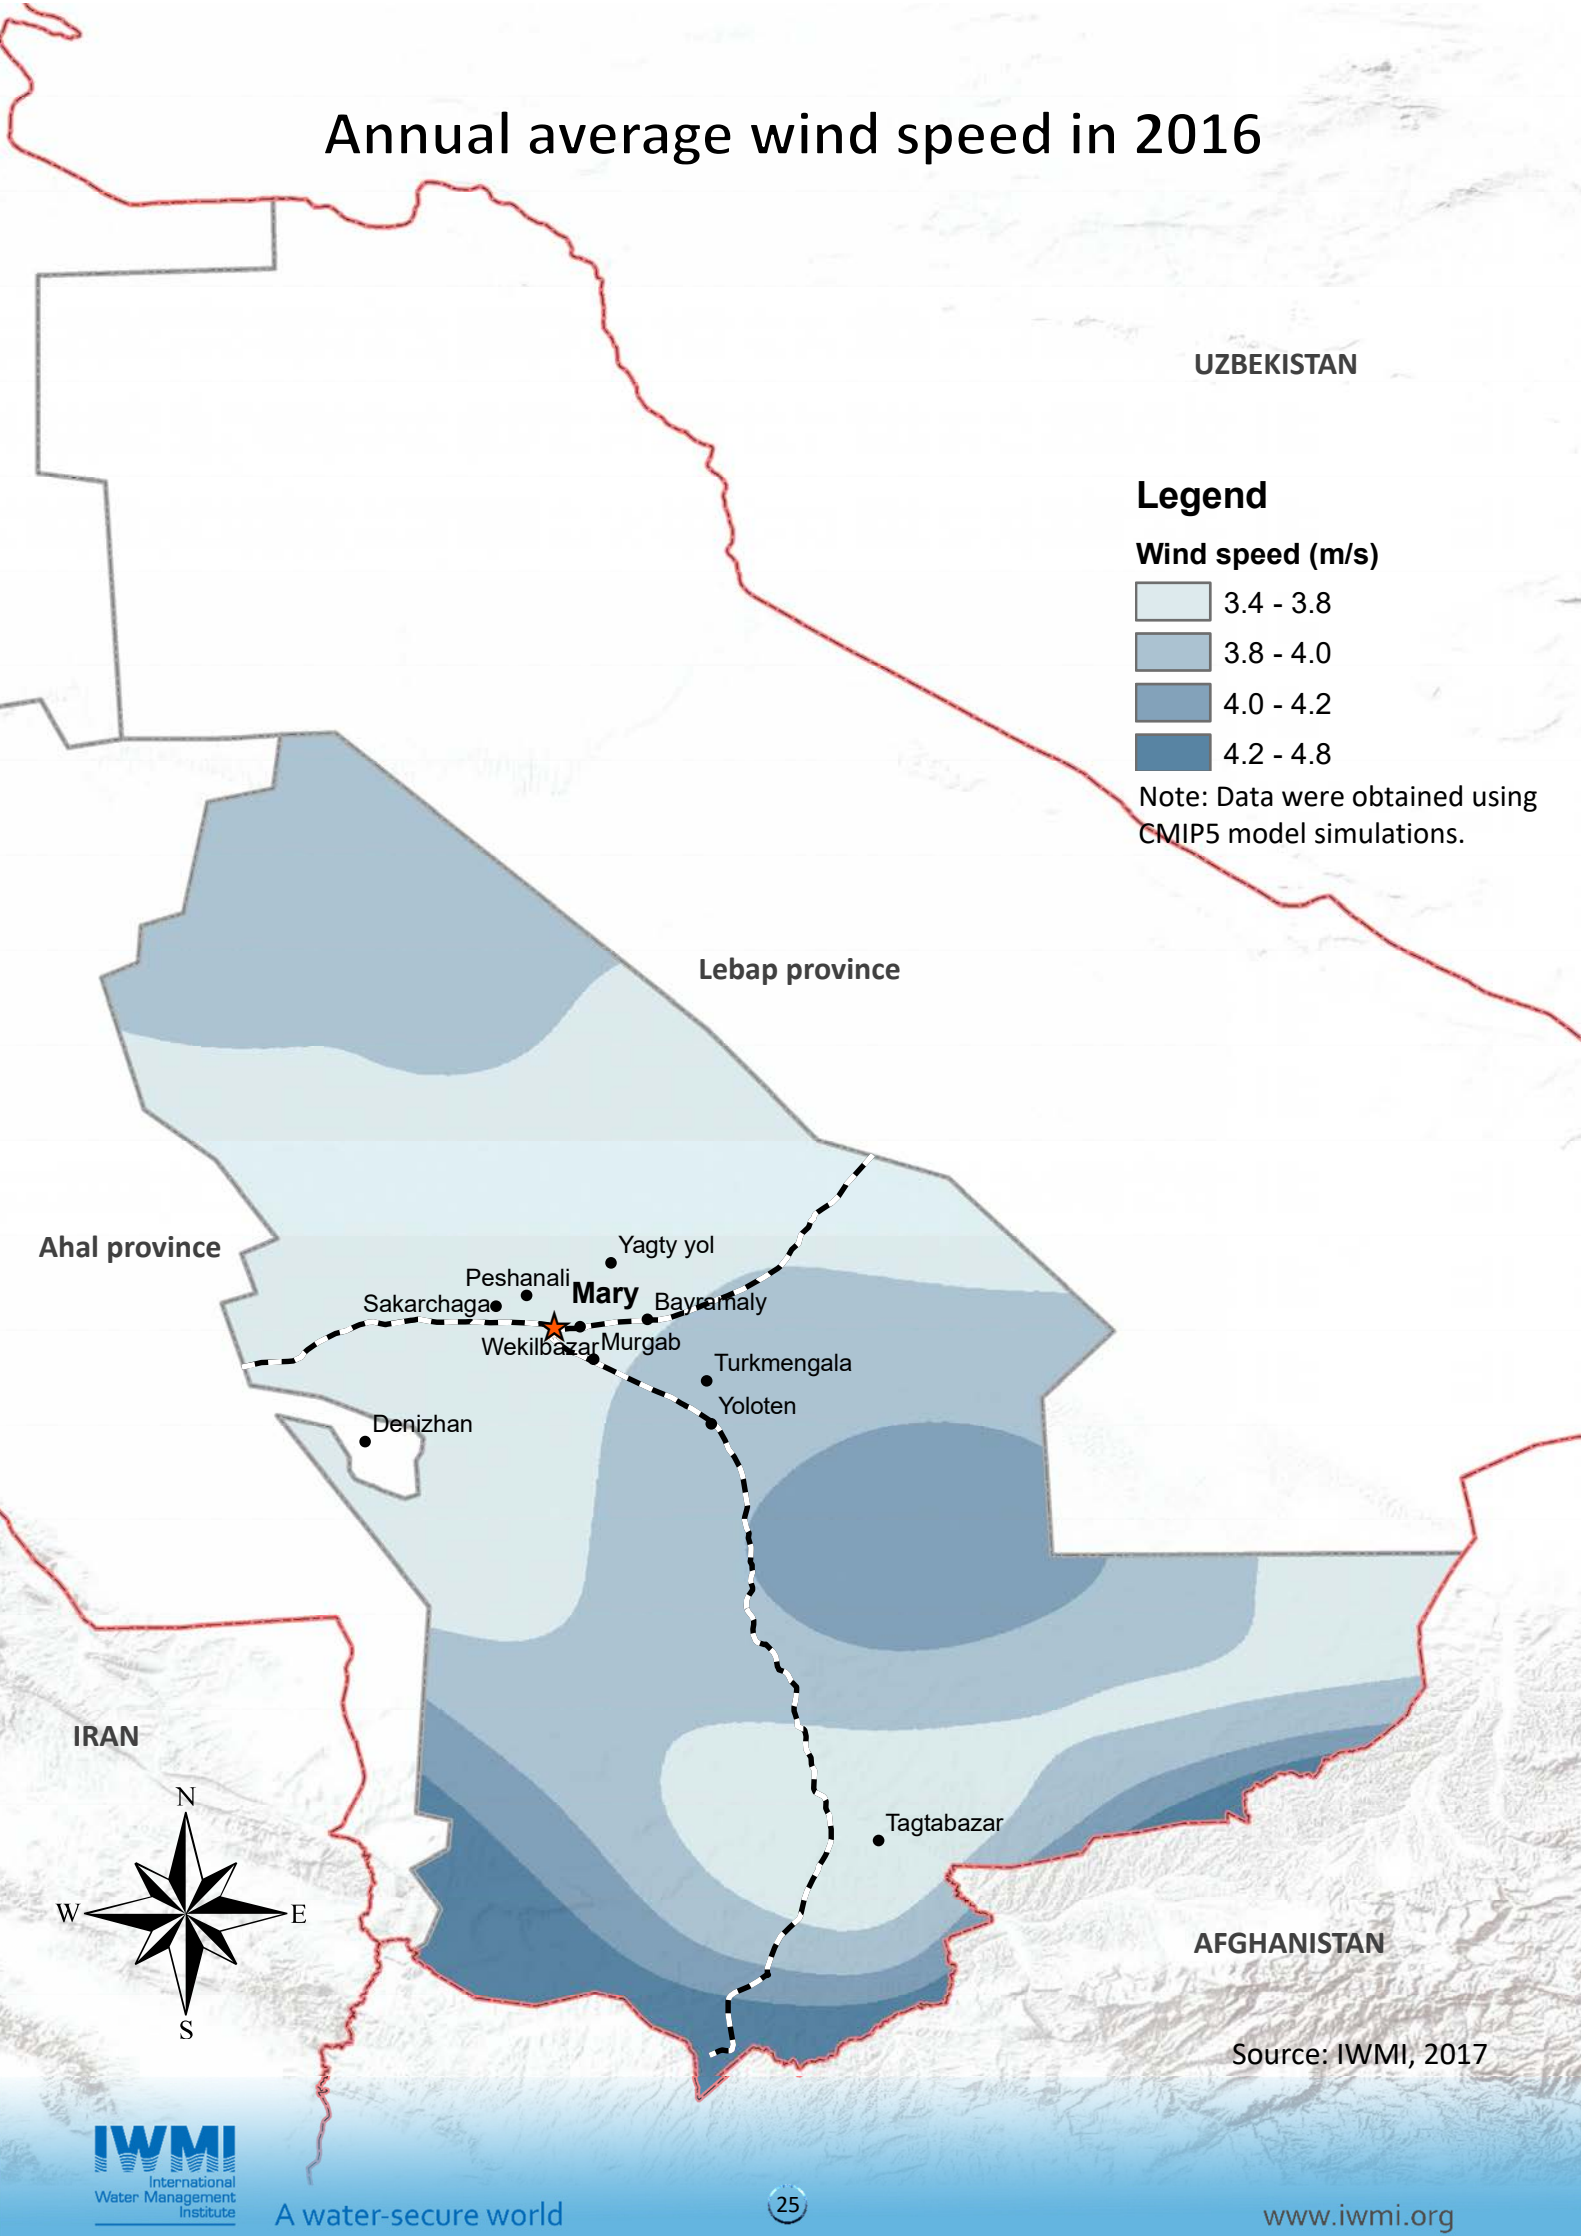 Annual average wind speed in 2016
UZBEKISTAN
Legend
Wind speed (m/s)
3.4 - 3.8
3.8 - 4.0
4.0 - 4.2
4.2 - 4.8
Note: Data were obtained using
CMIP5 model simulations.
Lebap province
Ahal province
Yagty yol
Peshanali
Mary
Sakarchaga
Bayramaly
Wekilbazar
Murgab
Turkmengala
Yoloten
Denizhan
IRAN
N
W
E
S
Tagtabazar
AFGHANISTAN
Source: IWMI, 2017
IWMI
International
Water Management
Institute
A water-secure world
25
www.iwmi.org